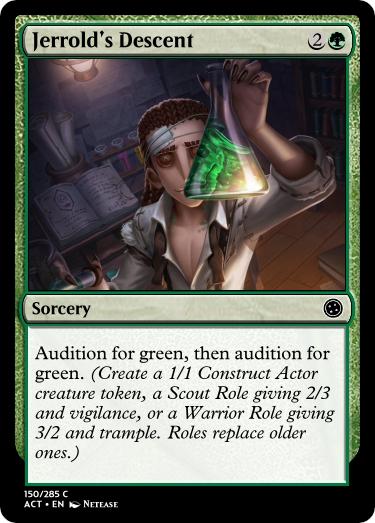 Jerrold's Descent 2
Sorcery
Audition for green, then audition for
green. (Create a 1/1 Construct Actor
creature token, a Scout Role giving 2/3
and vigilance, or a Warrior Role giving
3/2 and trample. Roles replace older
ones.)
150/285 C
ACT • EN Netease